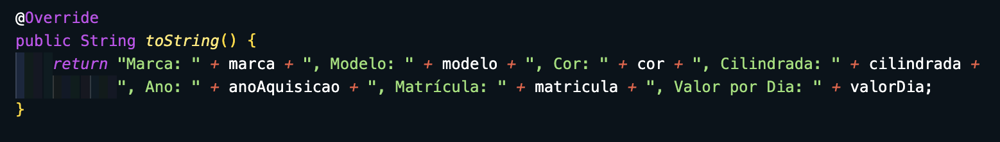 @Override
public String toString() {
return "Marca: " + marca + ", Modelo: " + modelo + ", Cor: " + cor + ", Cilindrada: " + cilindrada +
", Ano: " + anoAquisicao + ", Matrícula: " + matricula + ", Valor por Dia: " + valorDia;
}